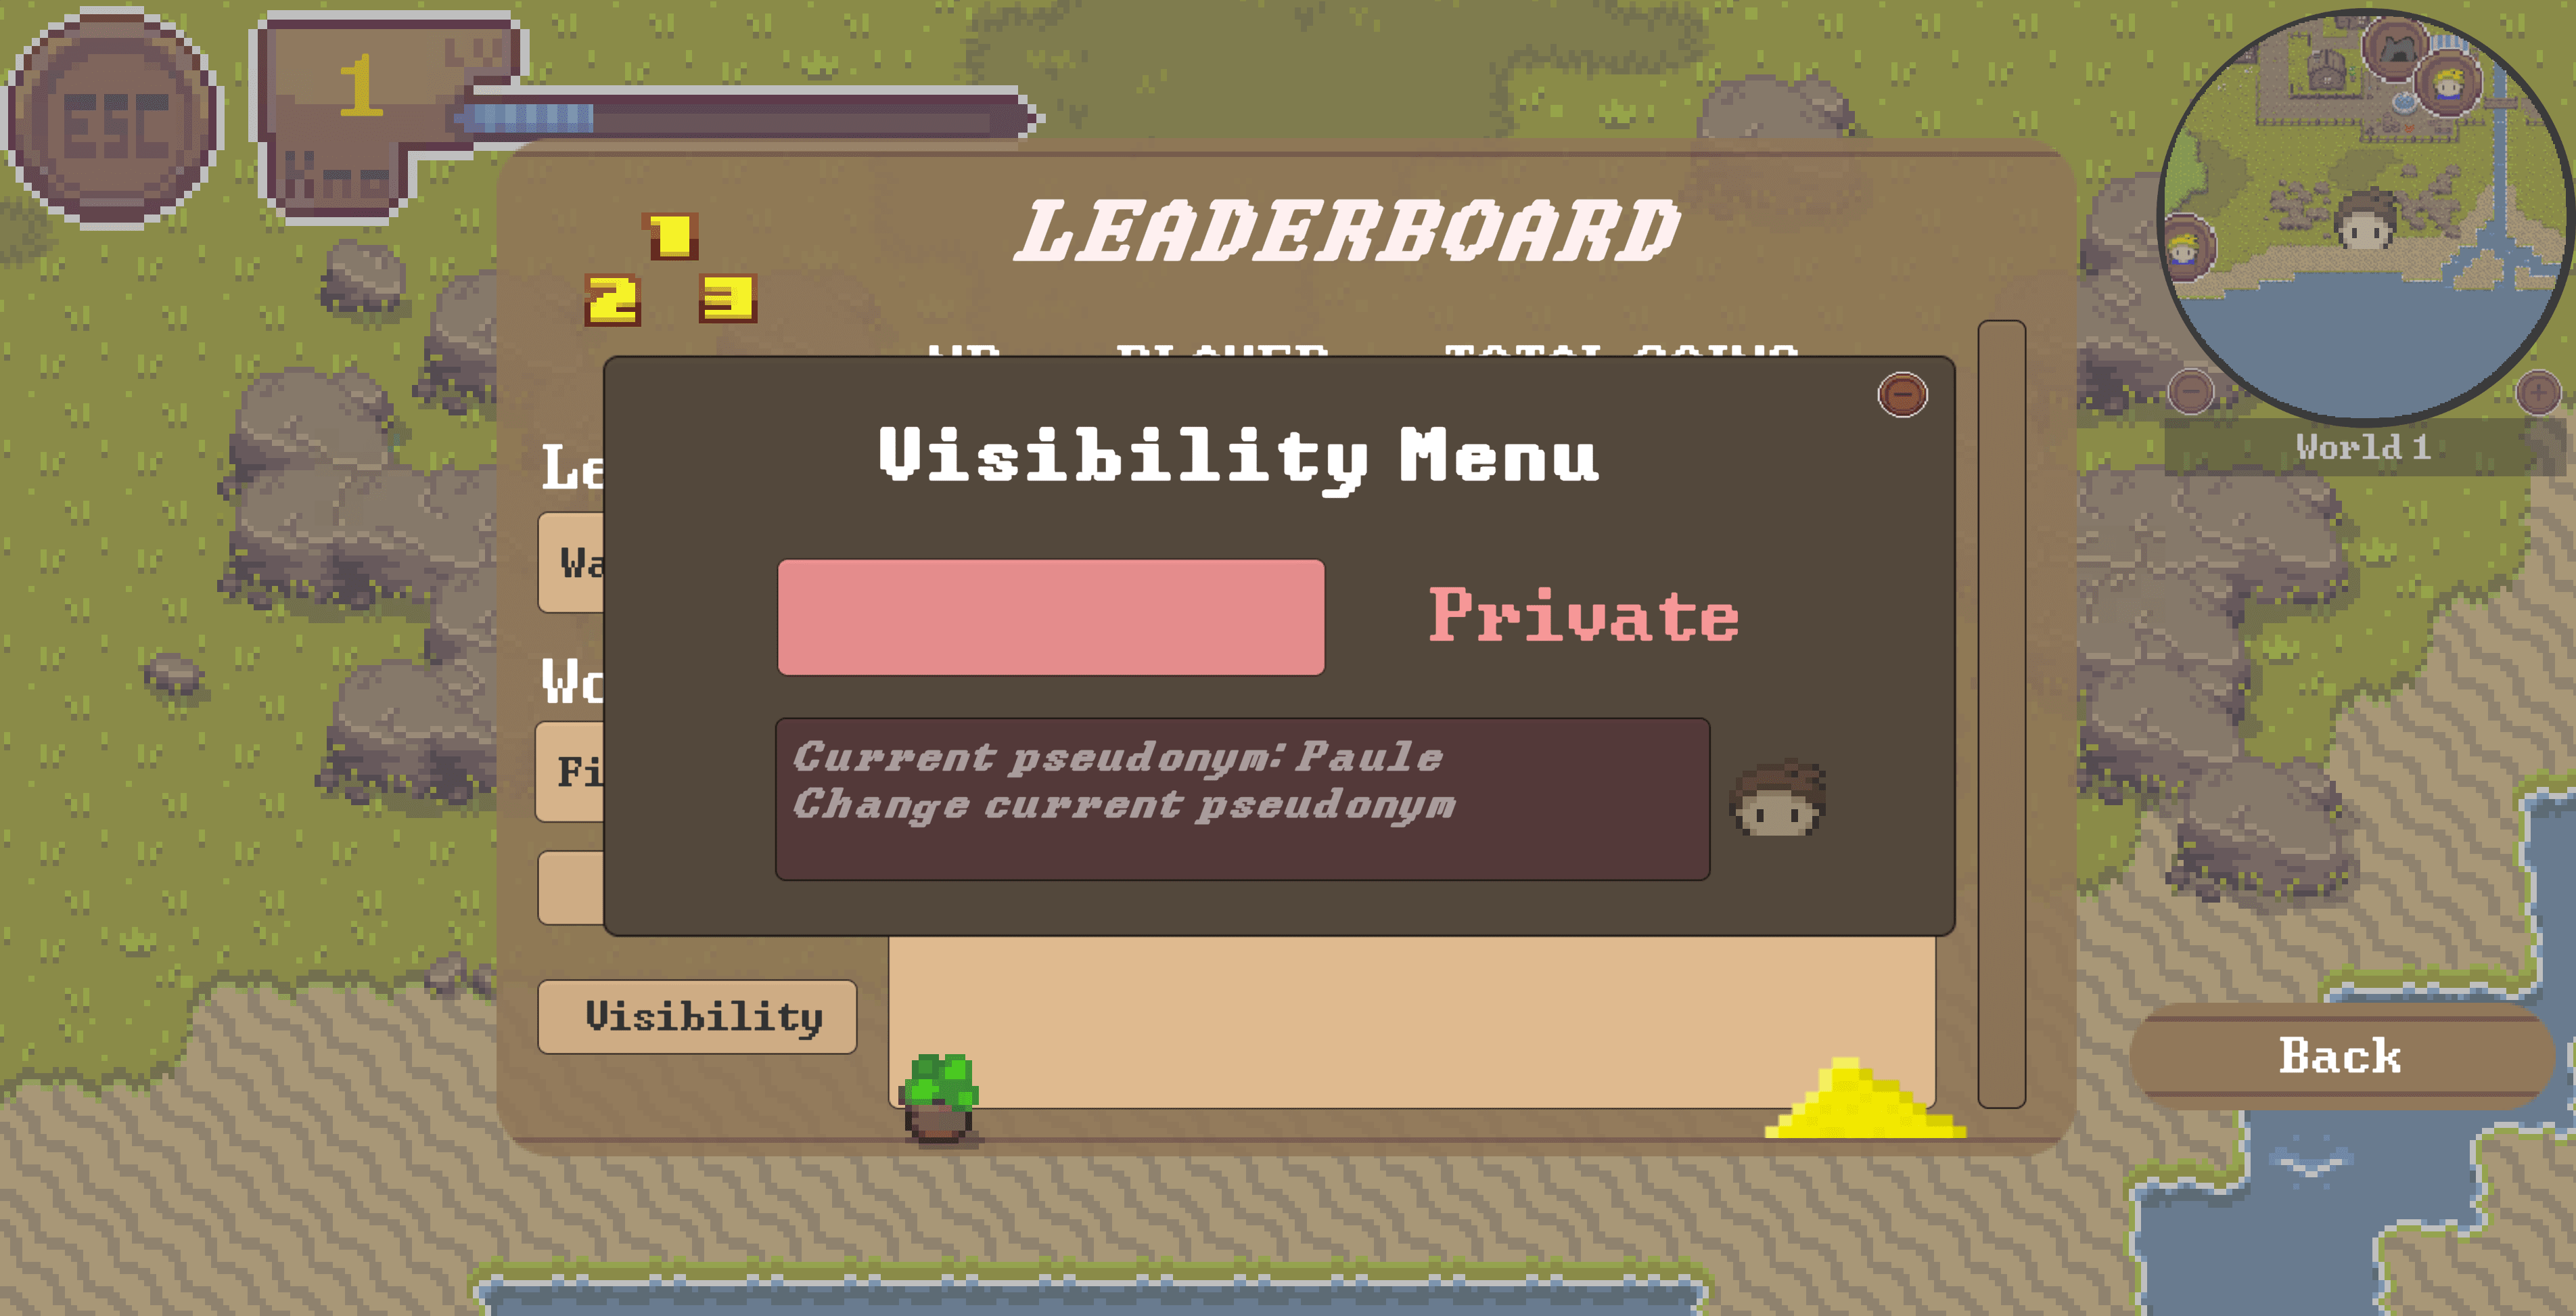 ESC
1
LV
1
2 3
LEADERBOARD
World 1
Visibility Menu
Private
Current pseudonym: Paule
Change current pseudonym
Visibility
Back